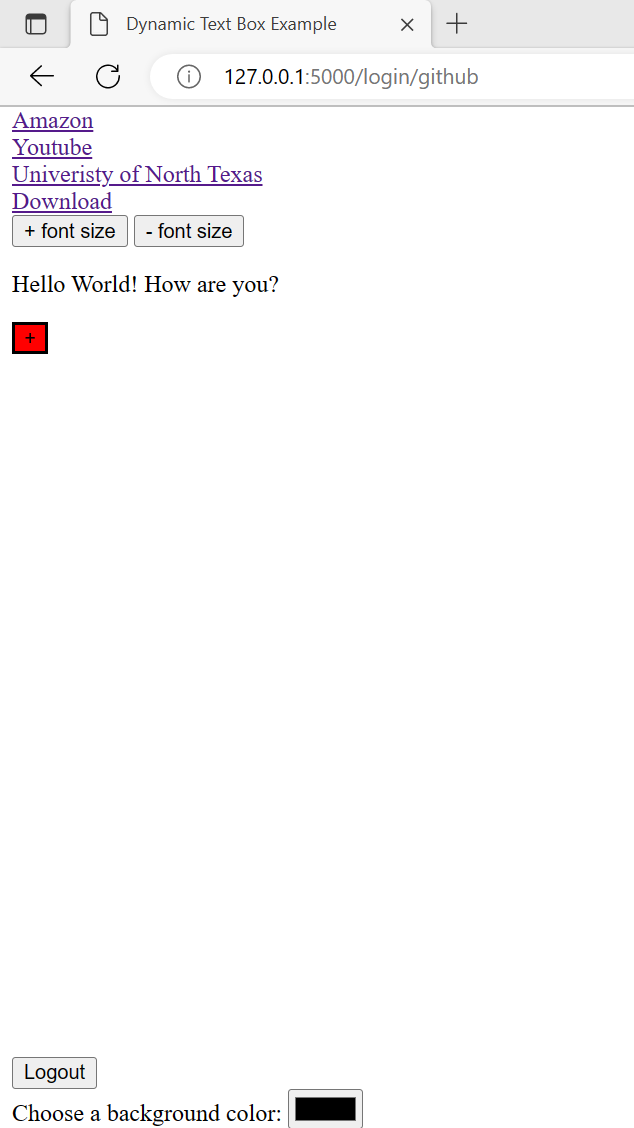 Dynamic Text Box Example
127.0.0.1:5000/login/github
Amazon
Youtube
Univeristy of North Texas
Download
+ font size - font size
Hello World! How are you?
+
Logout
Choose a background color: